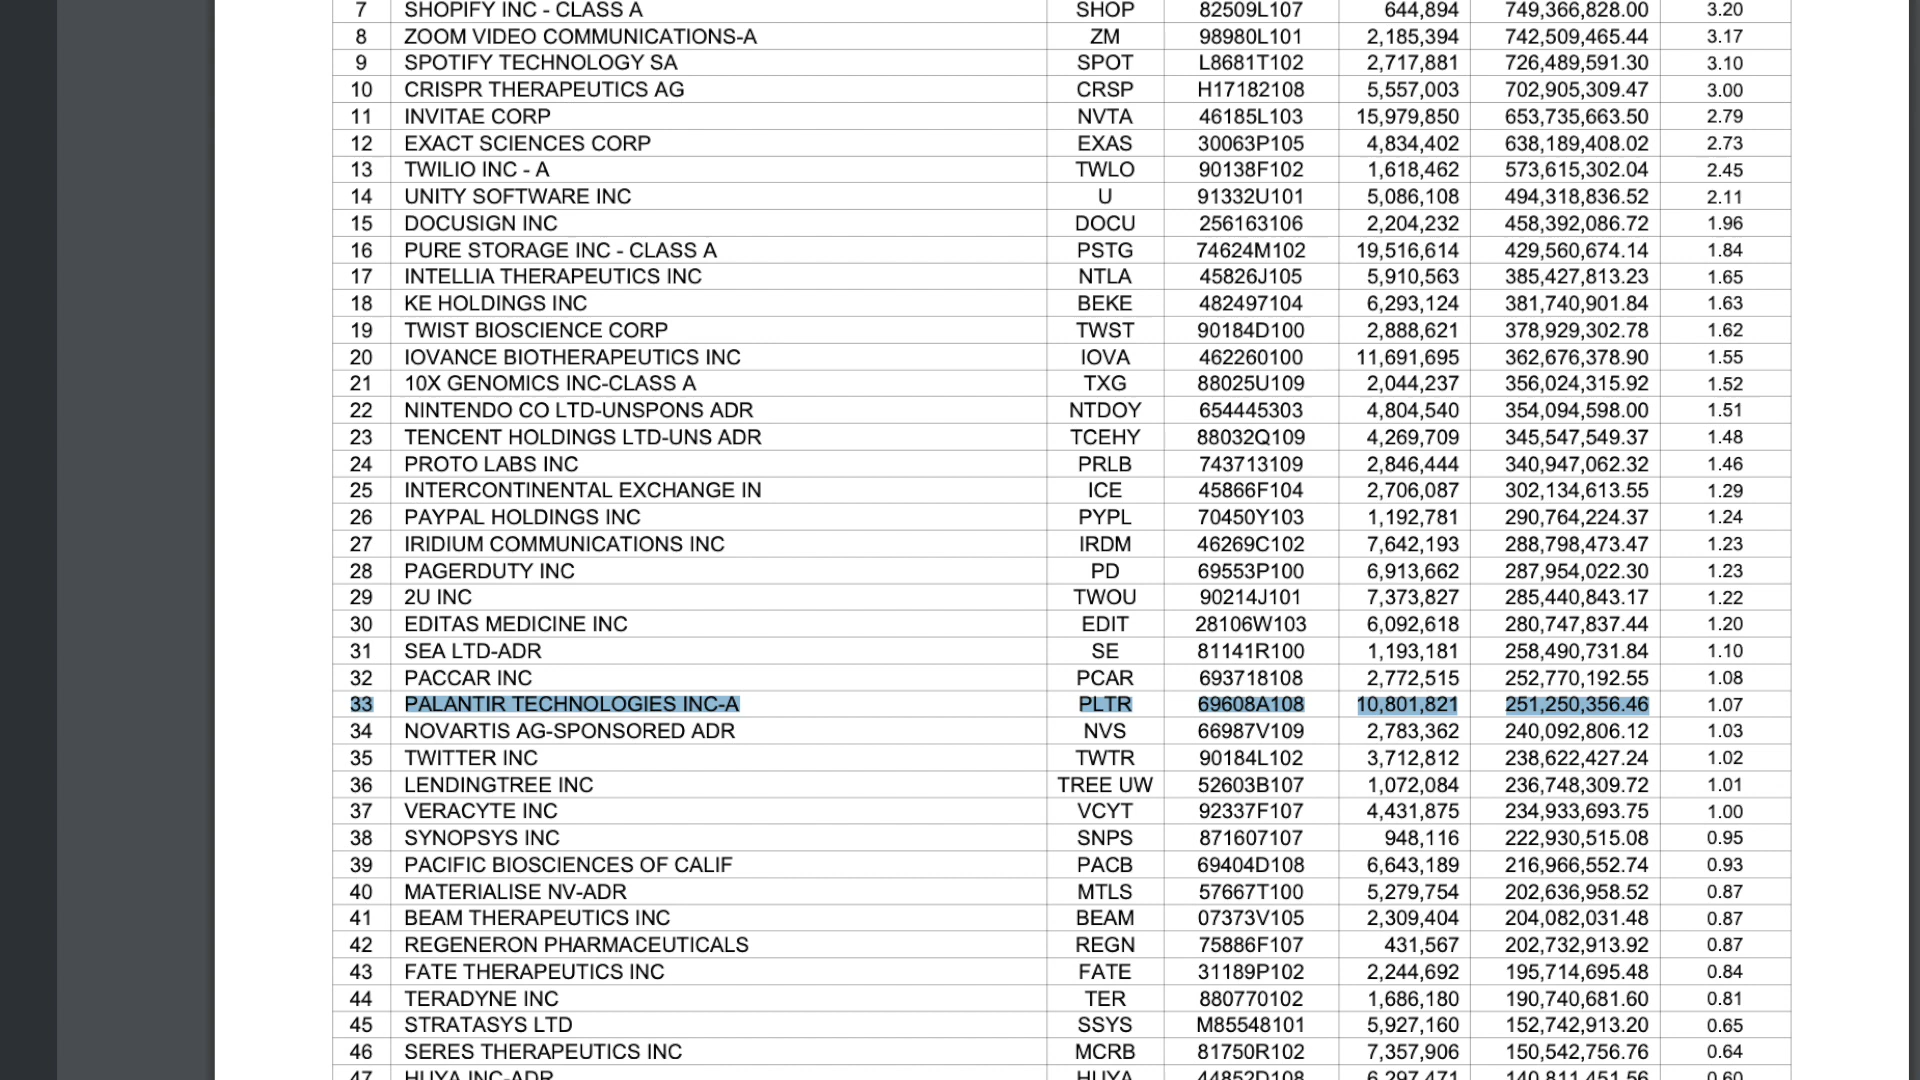 7 SHOPIFY INC - CLASS A SHOP 82509L107 644,894 749,366,828.00 3.20
8 ZOOM VIDEO COMMUNICATIONS-A ZM 98980L101 2,185,394 742,509,465.44 3.17
9 SPOTIFY TECHNOLOGY SA SPOT L8681T102 2,717,881 726,489,591.30 3.10
10 CRISPR THERAPEUTICS AG CRSP H17182108 5,557,003 702,905,309.47 3.00
11 INVITAE CORP NVTA 46185L103 15,979,850 653,735,663.50 2.79
12 EXACT SCIENCES CORP EXAS 30063P105 4,834,402 638,189,408.02 2.73
13 TWILIO INC - A TWLO 90138F102 1,618,462 573,615,302.04 2.45
14 UNITY SOFTWARE INC U 91332U101 5,086,108 494,318,836.52 2.11
15 DOCUSIGN INC DOCU 256163106 2,204,232 458,392,086.72 1.96
16 PURE STORAGE INC - CLASS A PSTG 74624M102 19,516,614 429,560,674.14 1.84
17 INTELLIA THERAPEUTICS INC NTLA 45826J105 5,910,563 385,427,813.23 1.65
18 KE HOLDINGS INC BEKE 482497104 6,293,124 381,740,901.84 1.63
19 TWIST BIOSCIENCE CORP TWST 90184D100 2,888,621 378,929,302.78 1.62
20 IOVANCE BIOTHERAPEUTICS INC IOVA 462260100 11,691,695 362,676,378.90 1.55
21 10X GENOMICS INC-CLASS A TXG 88025U109 2,044,237 356,024,315.92 1.52
22 NINTENDO CO LTD-UNSPONS ADR NTDOY 654445303 4,804,540 354,094,598.00 1.51
23 TENCENT HOLDINGS LTD-UNS ADR TCEHY 88032Q109 4,269,709 345,547,549.37 1.48
24 PROTO LABS INC PRLB 743713109 2,846,444 340,947,062.32 1.46
25 INTERCONTINENTAL EXCHANGE IN ICE 45866F104 2,706,087 302,134,613.55 1.29
26 PAYPAL HOLDINGS INC PYPL 70450Y103 1,192,781 290,764,224.37 1.24
27 IRIDIUM COMMUNICATIONS INC IRDM 46269C102 7,642,193 288,798,473.47 1.23
28 PAGERDUTY INC PD 69553P100 6,913,662 287,954,022.30 1.23
29 2U INC TWOU 90214J101 7,373,827 285,440,843.17 1.22
30 EDITAS MEDICINE INC EDIT 28106W103 6,092,618 280,747,837.44 1.20
31 SEA LTD-ADR SE 81141R100 1,193,181 258,490,731.84 1.10
32 PACCAR INC PCAR 693718108 2,772,515 252,770,192.55 1.08
33 PALANTIR TECHNOLOGIES INC-A PLTR 69608A108 10,801,821 251,250,356.46 1.07
34 NOVARTIS AG-SPONSORED ADR NVS 66987V109 2,783,362 240,092,806.12 1.03
35 TWITTER INC TWTR 90184L102 3,712,812 238,622,427.24 1.02
36 LENDINGTREE INC TREE UW 52603B107 1,072,084 236,748,309.72 1.01
37 VERACYTE INC VCYT 92337F107 4,431,875 234,933,693.75 1.00
38 SYNOPSYS INC SNPS 871607107 948,116 222,930,515.08 0.95
39 PACIFIC BIOSCIENCES OF CALIF PACB 69404D108 6,643,189 216,966,552.74 0.93
40 MATERIALISE NV-ADR MTLS 57667T100 5,279,754 202,636,958.52 0.87
41 BEAM THERAPEUTICS INC BEAM 07373V105 2,309,404 204,082,031.48 0.87
42 REGENERON PHARMACEUTICALS REGN 75886F107 431,567 202,732,913.92 0.87
43 FATE THERAPEUTICS INC FATE 31189P102 2,244,692 195,714,695.48 0.84
44 TERADYNE INC TER 880770102 1,686,180 190,740,681.60 0.81
45 STRATASYS LTD SSYS M85548101 5,927,160 152,742,913.20 0.65
46 SERES THERAPEUTICS INC MCRB 81750R102 7,357,906 150,542,756.76 0.64
47 HUYA INC-ADR HUYA 44852D108 6,297,471 140,811,451.56 0.60